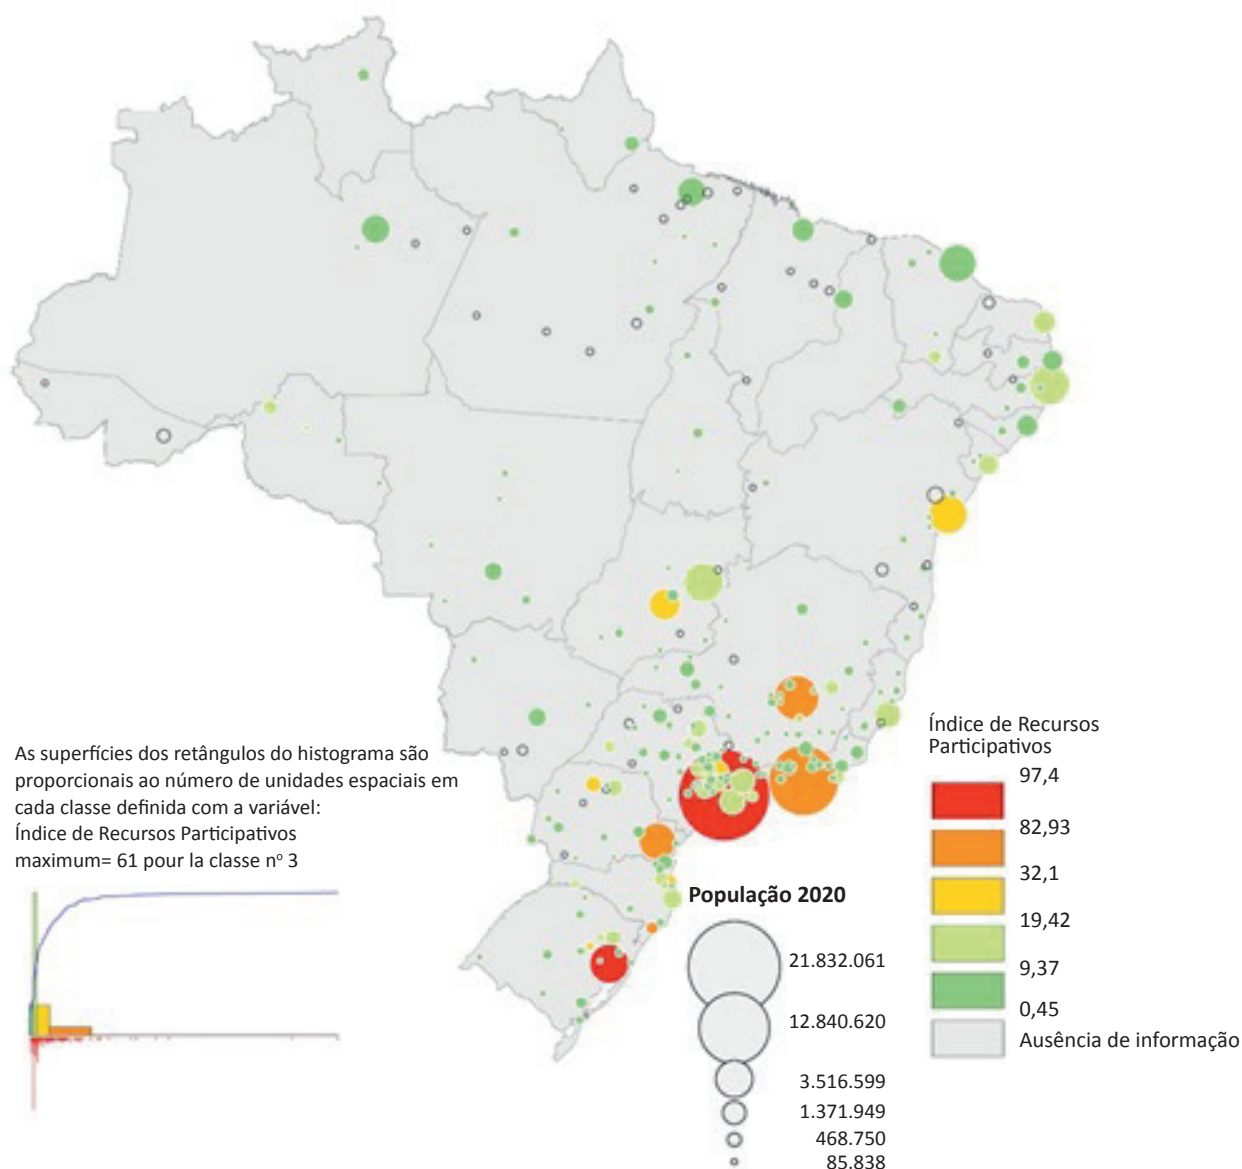 As superfícies dos retângulos do histograma são
proporcionais ao número de unidades espaciais em
cada classe definida com a variável:
Índice de Recursos Participativos
maximum= 61 pour la classe nº 3
População 2020
21.832.061
12.840.620
3.516.599
1.371.949
468.750
85.838
Índice de Recursos
Participativos
97,4
82,93
32,1
19,42
9,37
0,45
Ausência de informação